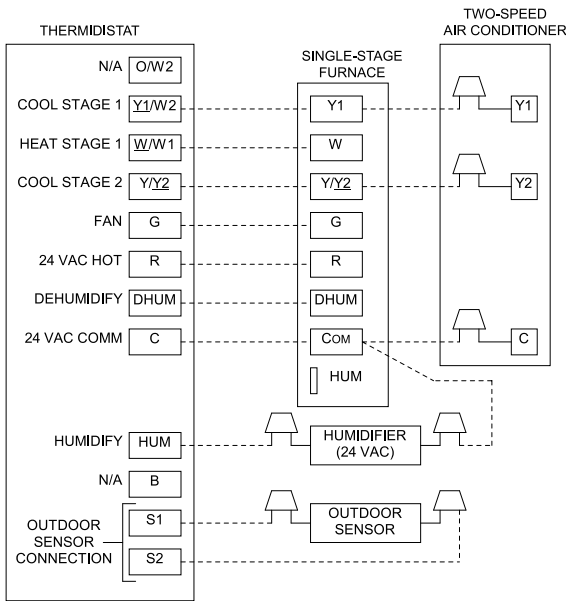 THERMIDISTAT
SINGLE-STAGE
FURNACE
TWO-SPEED
AIR CONDITIONER
N/A O/W2
COOL STAGE 1 Y1/W2 Y1 Y1
HEAT STAGE 1 W/W1 W
COOL STAGE 2 Y/Y2 Y/Y2 Y2
FAN G G
24 VAC HOT R R
DEHUMIDIFY DHUM DHUM
24 VAC COMM C COM C
HUM
HUMIDIFY HUM HUMIDIFIER
(24 VAC)
N/A B
OUTDOOR
SENSOR
CONNECTION
S1
S2
OUTDOOR
SENSOR